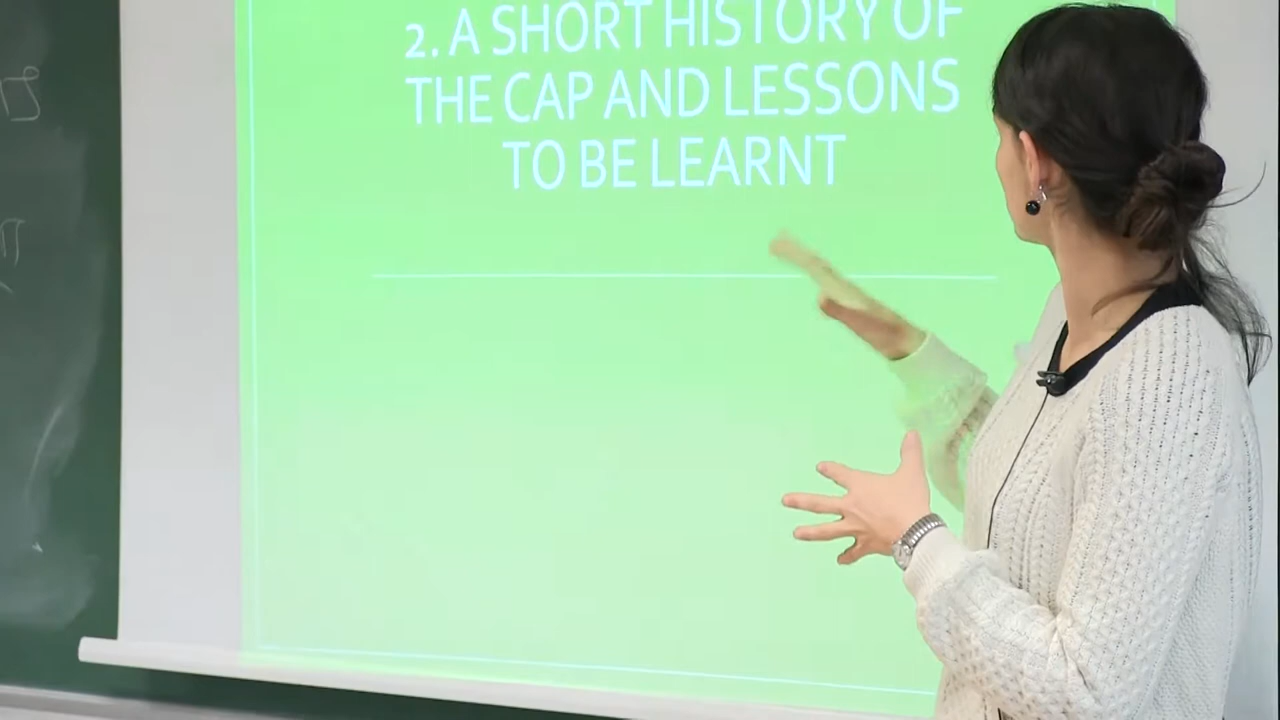 2. A SHORT HISTORY OF
THE CAP AND LESSONS
TO BE LEARNT